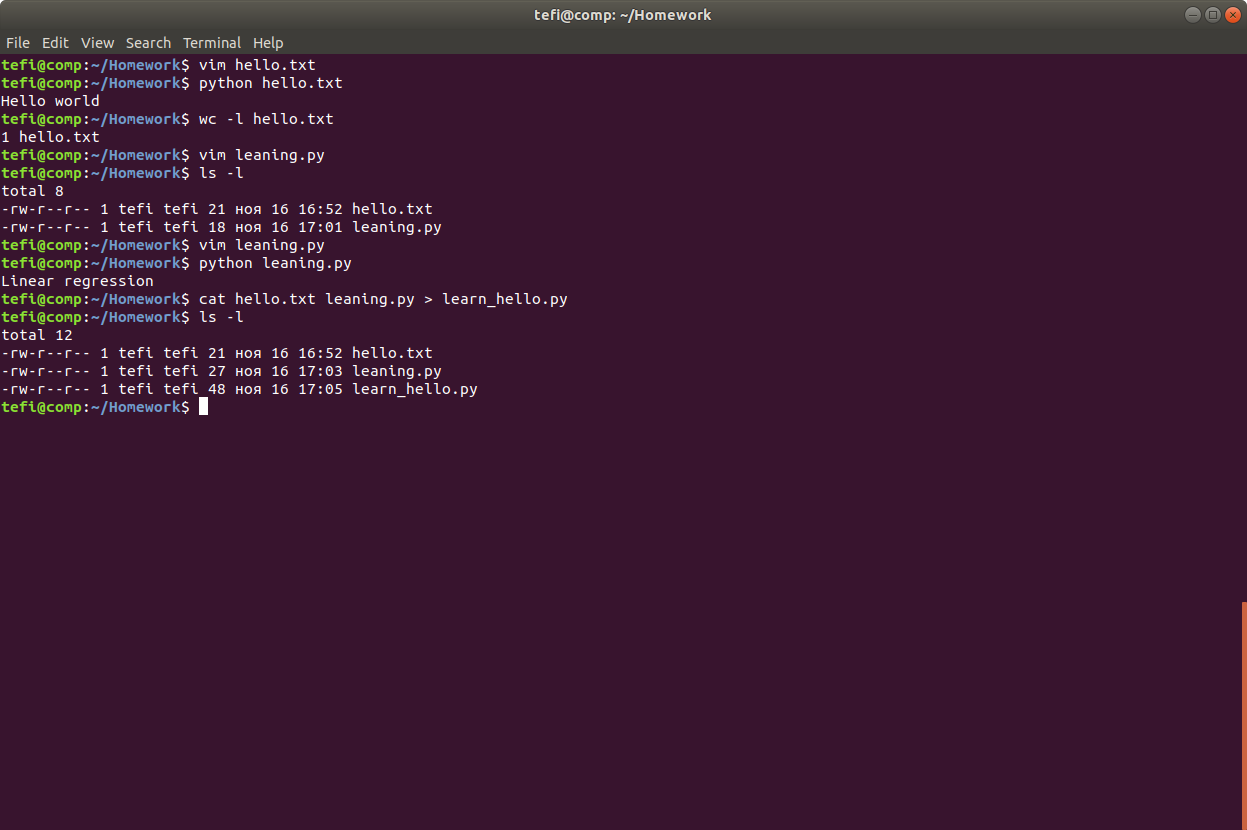 tefi@comp: ~/Homework
File Edit View Search Terminal Help
tefi@comp:~/Homework$ vim hello.txt
tefi@comp:~/Homework$ python hello.txt
Hello world
tefi@comp:~/Homework$ wc -l hello.txt
1 hello.txt
tefi@comp:~/Homework$ vim leaning.py
tefi@comp:~/Homework$ ls -l
total 8
-rw-r--r-- 1 tefi tefi 21 ноя 16 16:52 hello.txt
-rw-r--r-- 1 tefi tefi 18 ноя 16 17:01 leaning.py
tefi@comp:~/Homework$ vim leaning.py
tefi@comp:~/Homework$ python leaning.py
Linear regression
tefi@comp:~/Homework$ cat hello.txt leaning.py > learn_hello.py
tefi@comp:~/Homework$ ls -l
total 12
-rw-r--r-- 1 tefi tefi 21 ноя 16 16:52 hello.txt
-rw-r--r-- 1 tefi tefi 27 ноя 16 17:03 leaning.py
-rw-r--r-- 1 tefi tefi 48 ноя 16 17:05 learn_hello.py
tefi@comp:~/Homework$